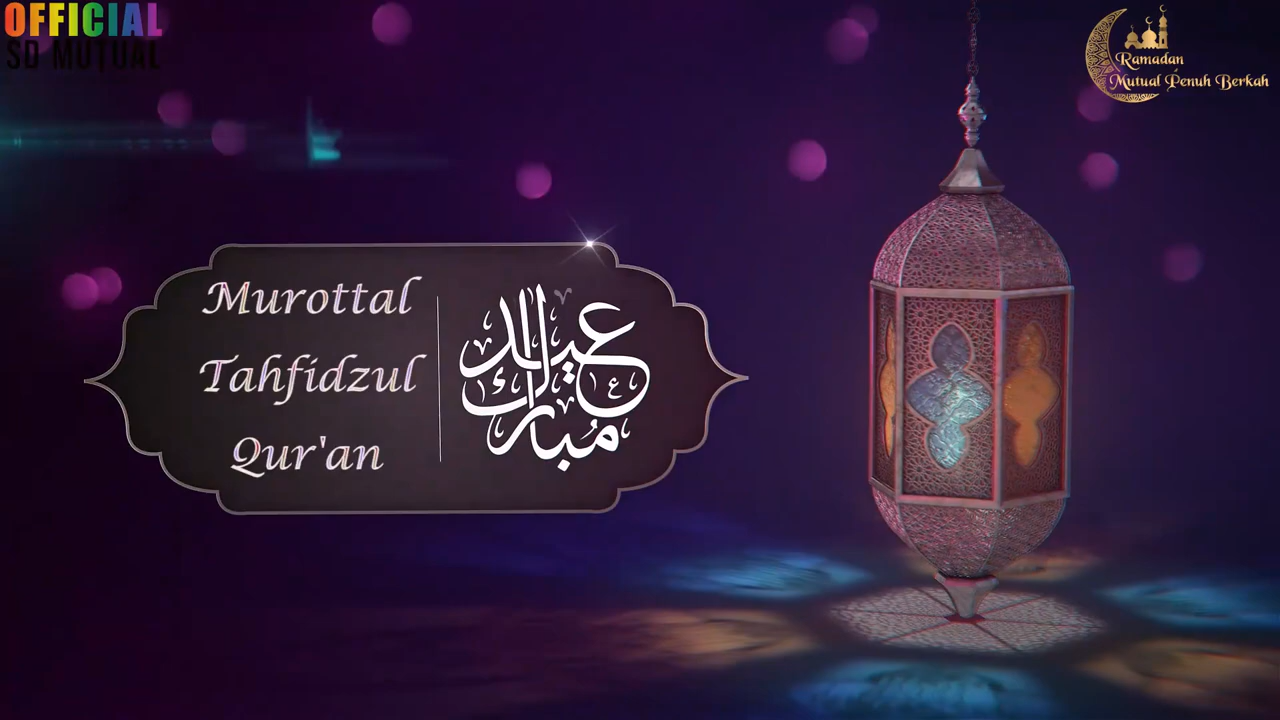 OFFICIAL
SD MUTUAL
Ramadan
Mutual Penuh Berkah
Murottal
Tahfidzul
Qur'an
عيد
مبارك